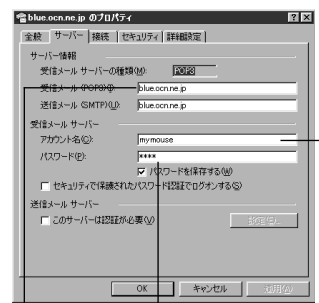 blue.ocn.ne.jp のプロパティ
全般 サーバー 接続 セキュリティ 詳細設定
サーバー情報
受信メール サーバーの種類(M): POP3
受信メール (POP3)(I): blue.ocn.ne.jp
送信メール (SMTP)(U): blue.ocn.ne.jp
受信メール サーバー
アカウント名(C): mymouse
パスワード(P): ****
パスワードを保存する(W)
セキュリティで保護されたパスワード認証でログオンする(S)
送信メール サーバー
このサーバーは認証が必要(V) 設定(E)...
OK キャンセル 適用(A)